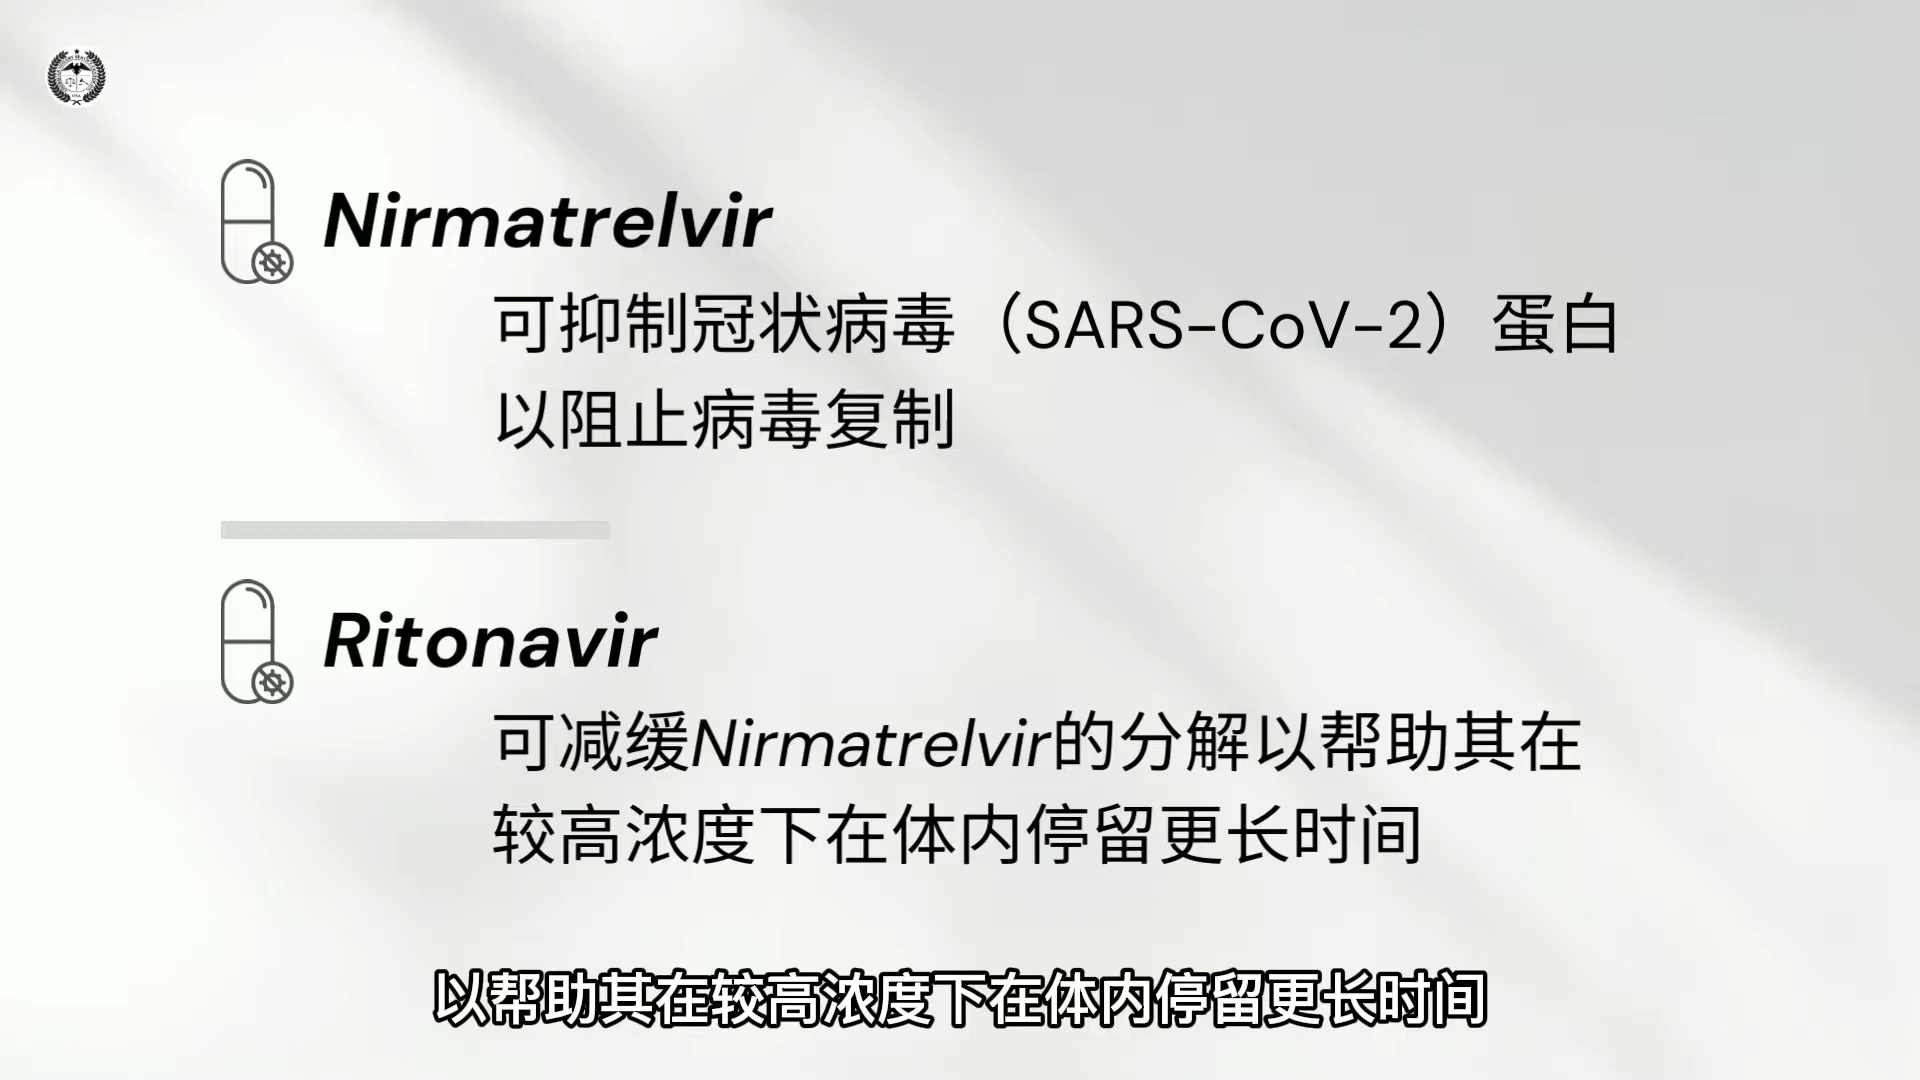 Nirmatrelvir
可抑制冠状病毒（SARS-CoV-2）蛋白
以阻止病毒复制
Ritonavir
可减缓Nirmatrelvir的分解以帮助其在
较高浓度下在体内停留更长时间
以帮助其在较高浓度下在体内停留更长时间